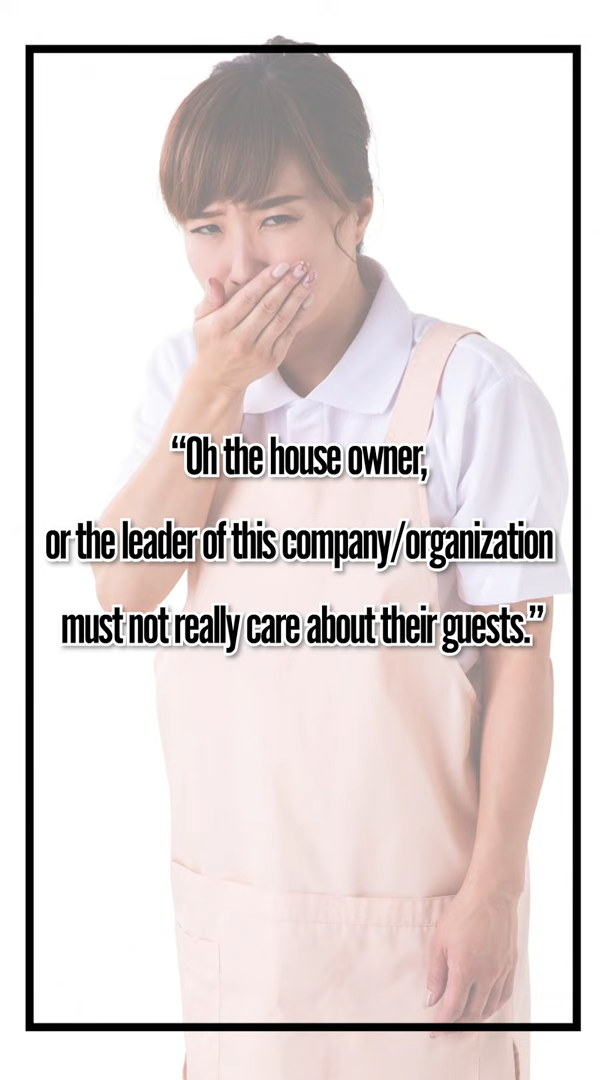 “Oh the house owner,
or the leader of this company/organization
must not really care about their guests.”